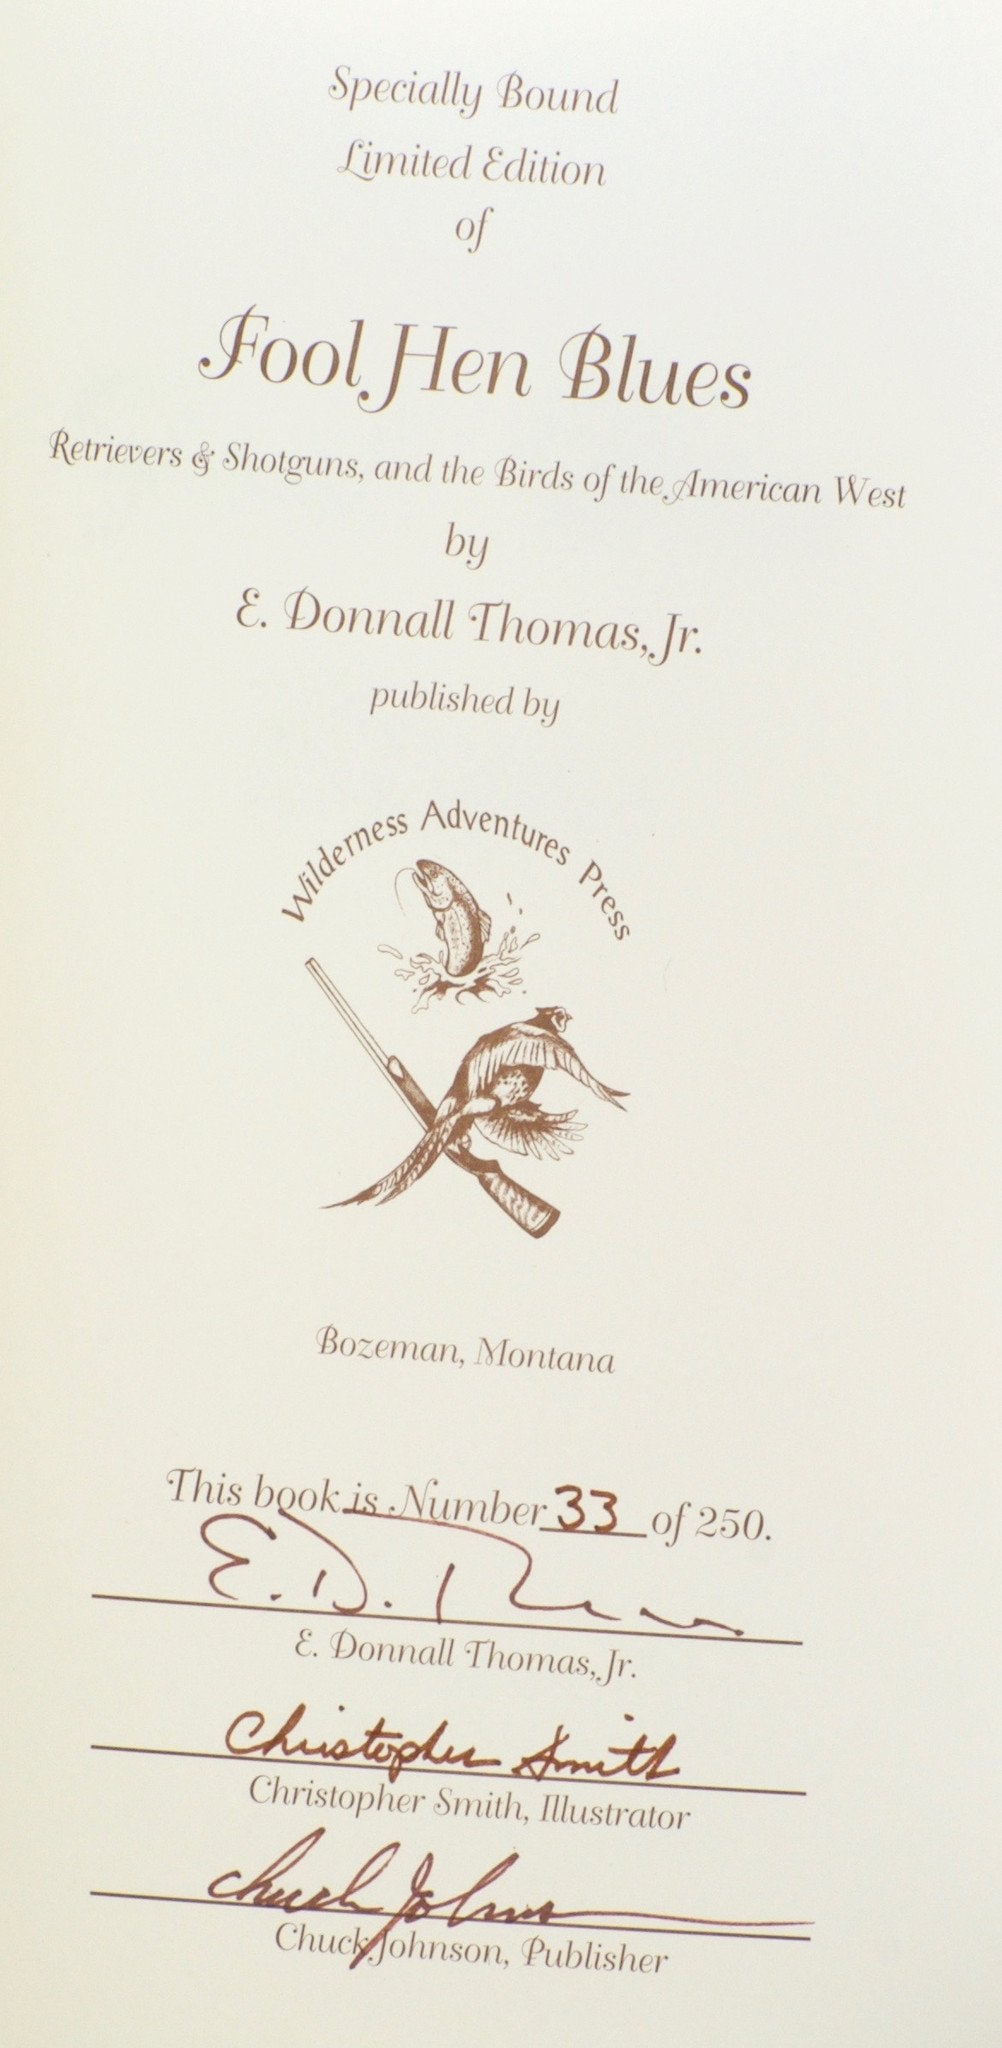 Specially Bound
Limited Edition
of
Fool Hen Blues
Retrievers & Shotguns, and the Birds of the American West
by
E. Donnall Thomas, Jr.
published by
Wilderness Adventures Press
Bozeman, Montana
This book is Number 33 of 250.
E. D. Thomas
E. Donnall Thomas, Jr.
Christopher Smith
Christopher Smith, Illustrator
Chuck Johnson
Chuck Johnson, Publisher